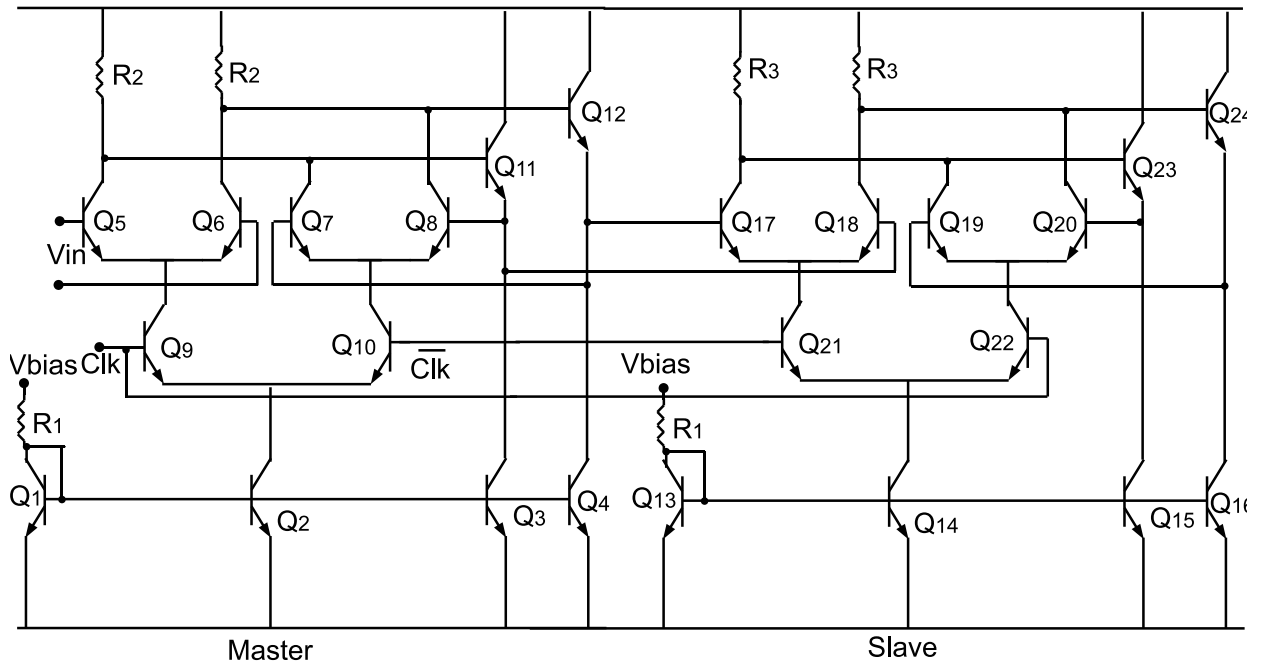 R2 R2 R3 R3
Q12 Q24
Q11 Q23
Q5 Q6 Q7 Q8 Q17 Q18 Q19 Q20
Vin
Q9 Q10 Q21 Q22
Vbias Clk C̅l̅k̅ Vbias
R1 R1
Q1 Q2 Q3 Q4 Q13 Q14 Q15 Q16
Master Slave